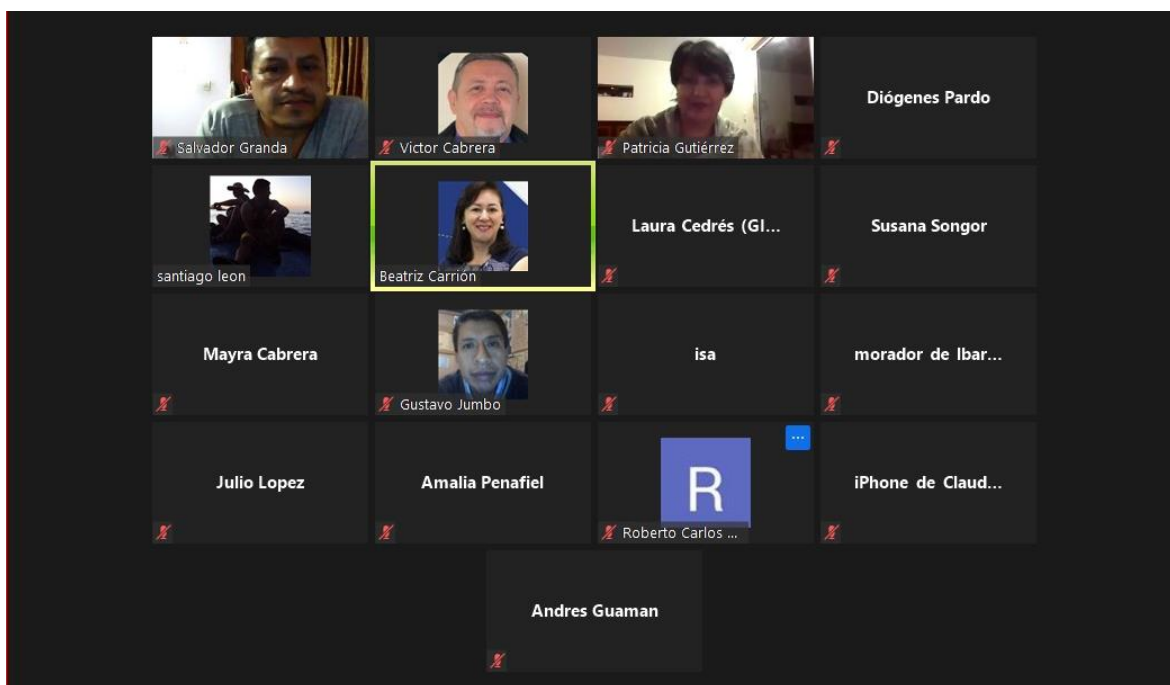 Salvador Granda
Victor Cabrera
Patricia Gutiérrez
Diógenes Pardo
santiago leon
Beatriz Carrión
Laura Cedrés (Gl...
Susana Songor
Mayra Cabrera
Gustavo Jumbo
isa
morador de Ibar...
Julio Lopez
Amalia Penafiel
R
Roberto Carlos ...
iPhone de Claud...
Andres Guaman